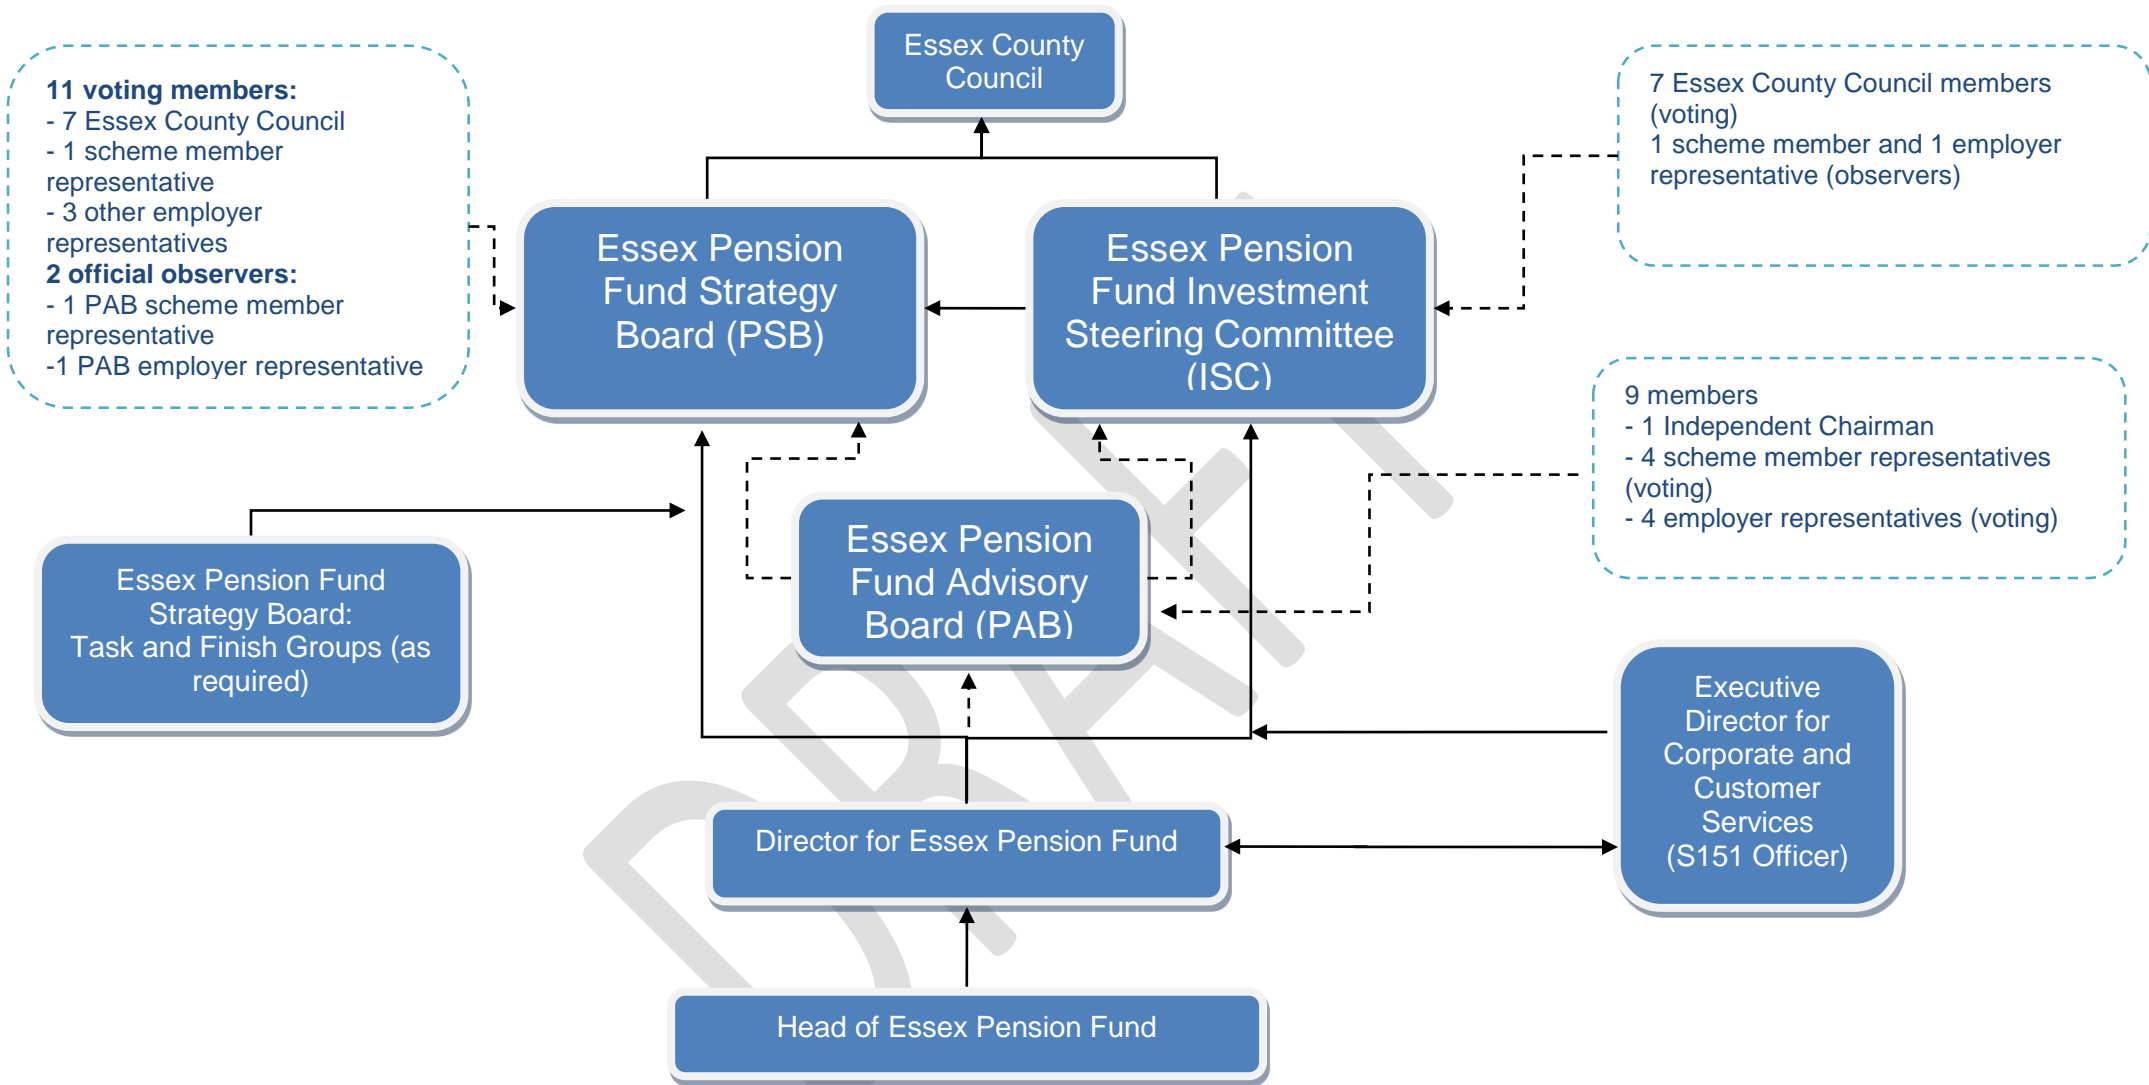 Essex County
Council
11 voting members:
- 7 Essex County Council
- 1 scheme member
representative
- 3 other employer
representatives
2 official observers:
- 1 PAB scheme member
representative
-1 PAB employer representative
7 Essex County Council members
(voting)
1 scheme member and 1 employer
representative (observers)
Essex Pension
Fund Strategy
Board (PSB)
Essex Pension
Fund Investment
Steering Committee
(ISC)
9 members
- 1 Independent Chairman
- 4 scheme member representatives
(voting)
- 4 employer representatives (voting)
Essex Pension Fund
Strategy Board:
Task and Finish Groups (as
required)
Essex Pension
Fund Advisory
Board (PAB)
Executive
Director for
Corporate and
Customer
Services
(S151 Officer)
Director for Essex Pension Fund
Head of Essex Pension Fund
DRAFT